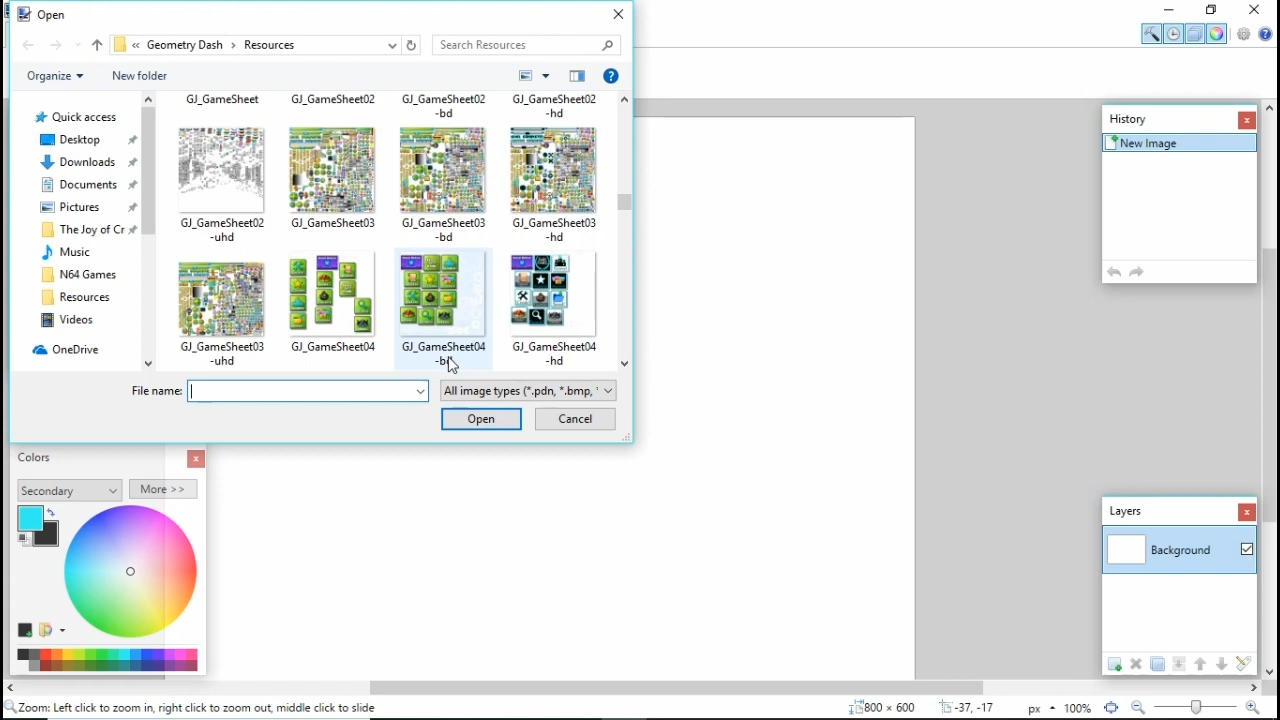 Open
« Geometry Dash > Resources
Search Resources
Organize
New folder
Quick access
Desktop
Downloads
Documents
Pictures
The Joy of Cr
Music
N64 Games
Resources
Videos
OneDrive
GJ_GameSheet
GJ_GameSheet02
GJ_GameSheet02
-bd
GJ_GameSheet02
-hd
GJ_GameSheet02
-uhd
GJ_GameSheet03
GJ_GameSheet03
-bd
GJ_GameSheet03
-hd
GJ_GameSheet03
-uhd
GJ_GameSheet04
GJ_GameSheet04
GJ_GameSheet04
-hd
File name:
All image types (*.pdn, *.bmp, *
Open
Cancel
History
New Image
Colors
Secondary
More >>
Layers
Background
Zoom: Left click to zoom in, right click to zoom out, middle click to slide
800 × 600
-37, -17
px
100%